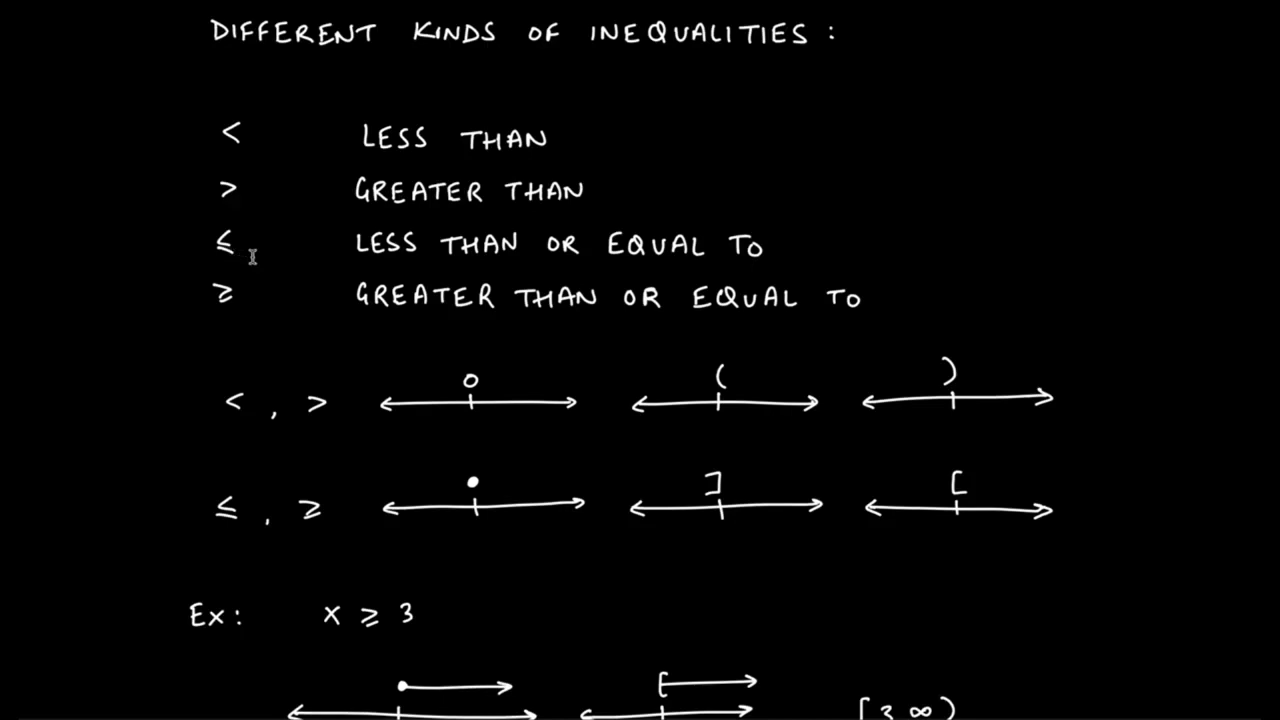 DIFFERENT KINDS OF INEQUALITIES :
< LESS THAN
> GREATER THAN
≤ LESS THAN OR EQUAL TO
≥ GREATER THAN OR EQUAL TO
< , > o ( )
≤ , ≥ • ] [
Ex: x ≥ 3
[ [3 ∞)